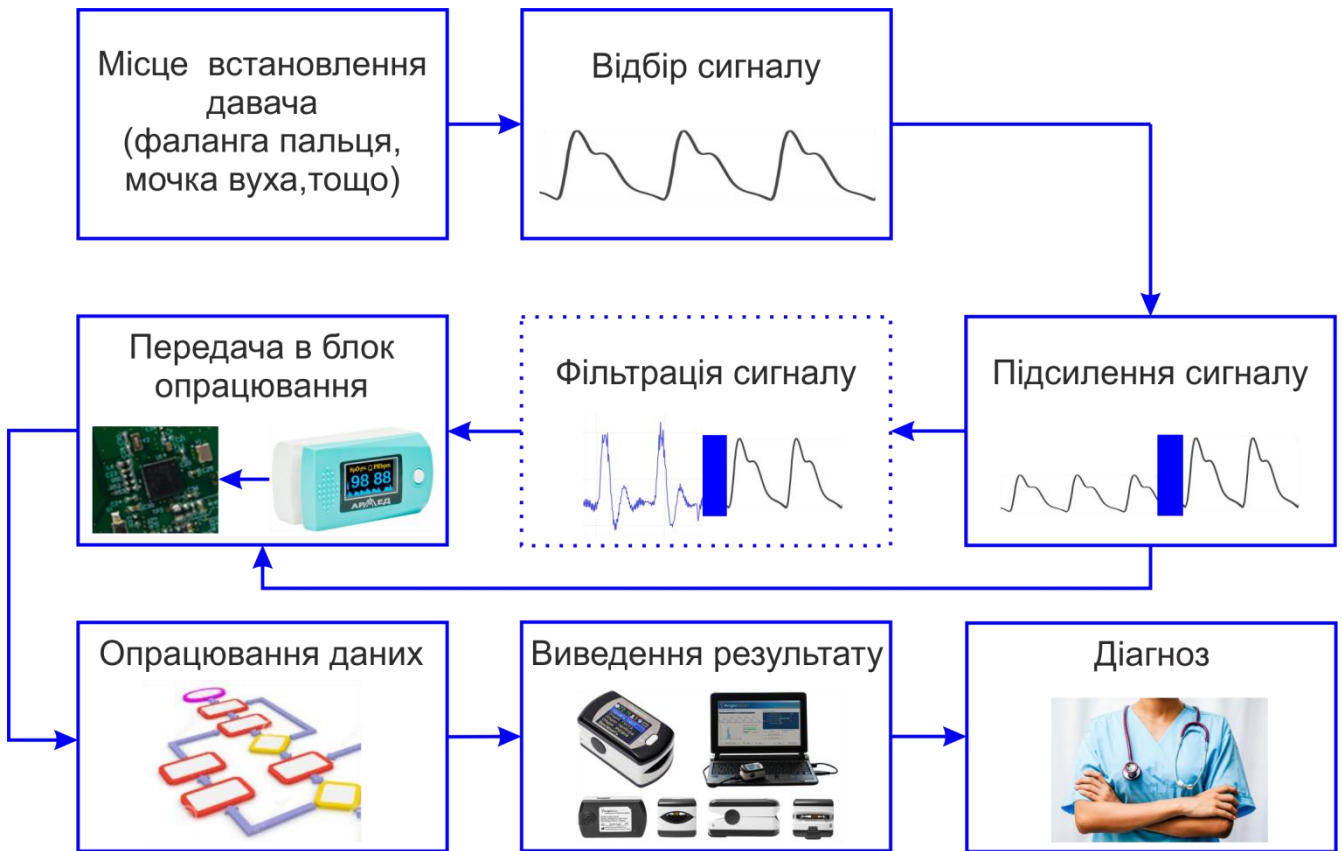 Місце встановлення
давача
(фаланга пальця,
мочка вуха,тощо)
Відбір сигналу
Передача в блок
опрацювання
98 88
АРМЕД
Фільтрація сигналу
Підсилення сигналу
Опрацювання даних
Виведення результату
Діагноз